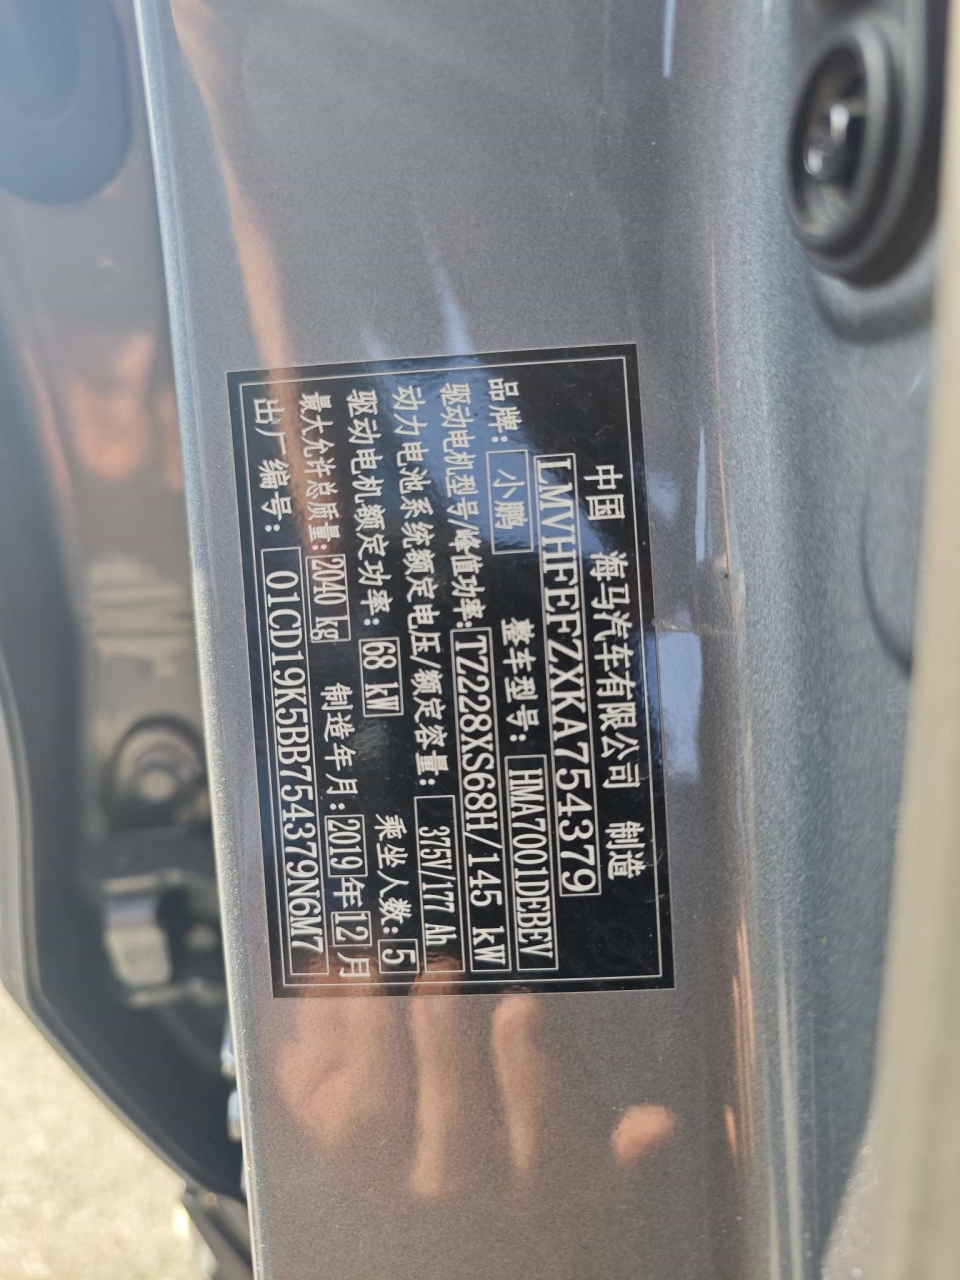 中国 海马汽车有限公司 制造
LMVHFEFZXKA754379
品牌: 小鹏 整车型号: HMA7001DEBEV
驱动电机型号/峰值功率: TZ228XS68H/145 kW
动力电池系统额定电压/额定容量: 375V/177 Ah
驱动电机额定功率: 68 kW 乘坐人数: 5
最大允许总质量: 2040 kg 制造年月: 2019年12月
出厂编号: 01CD19K5BB754379N6M7